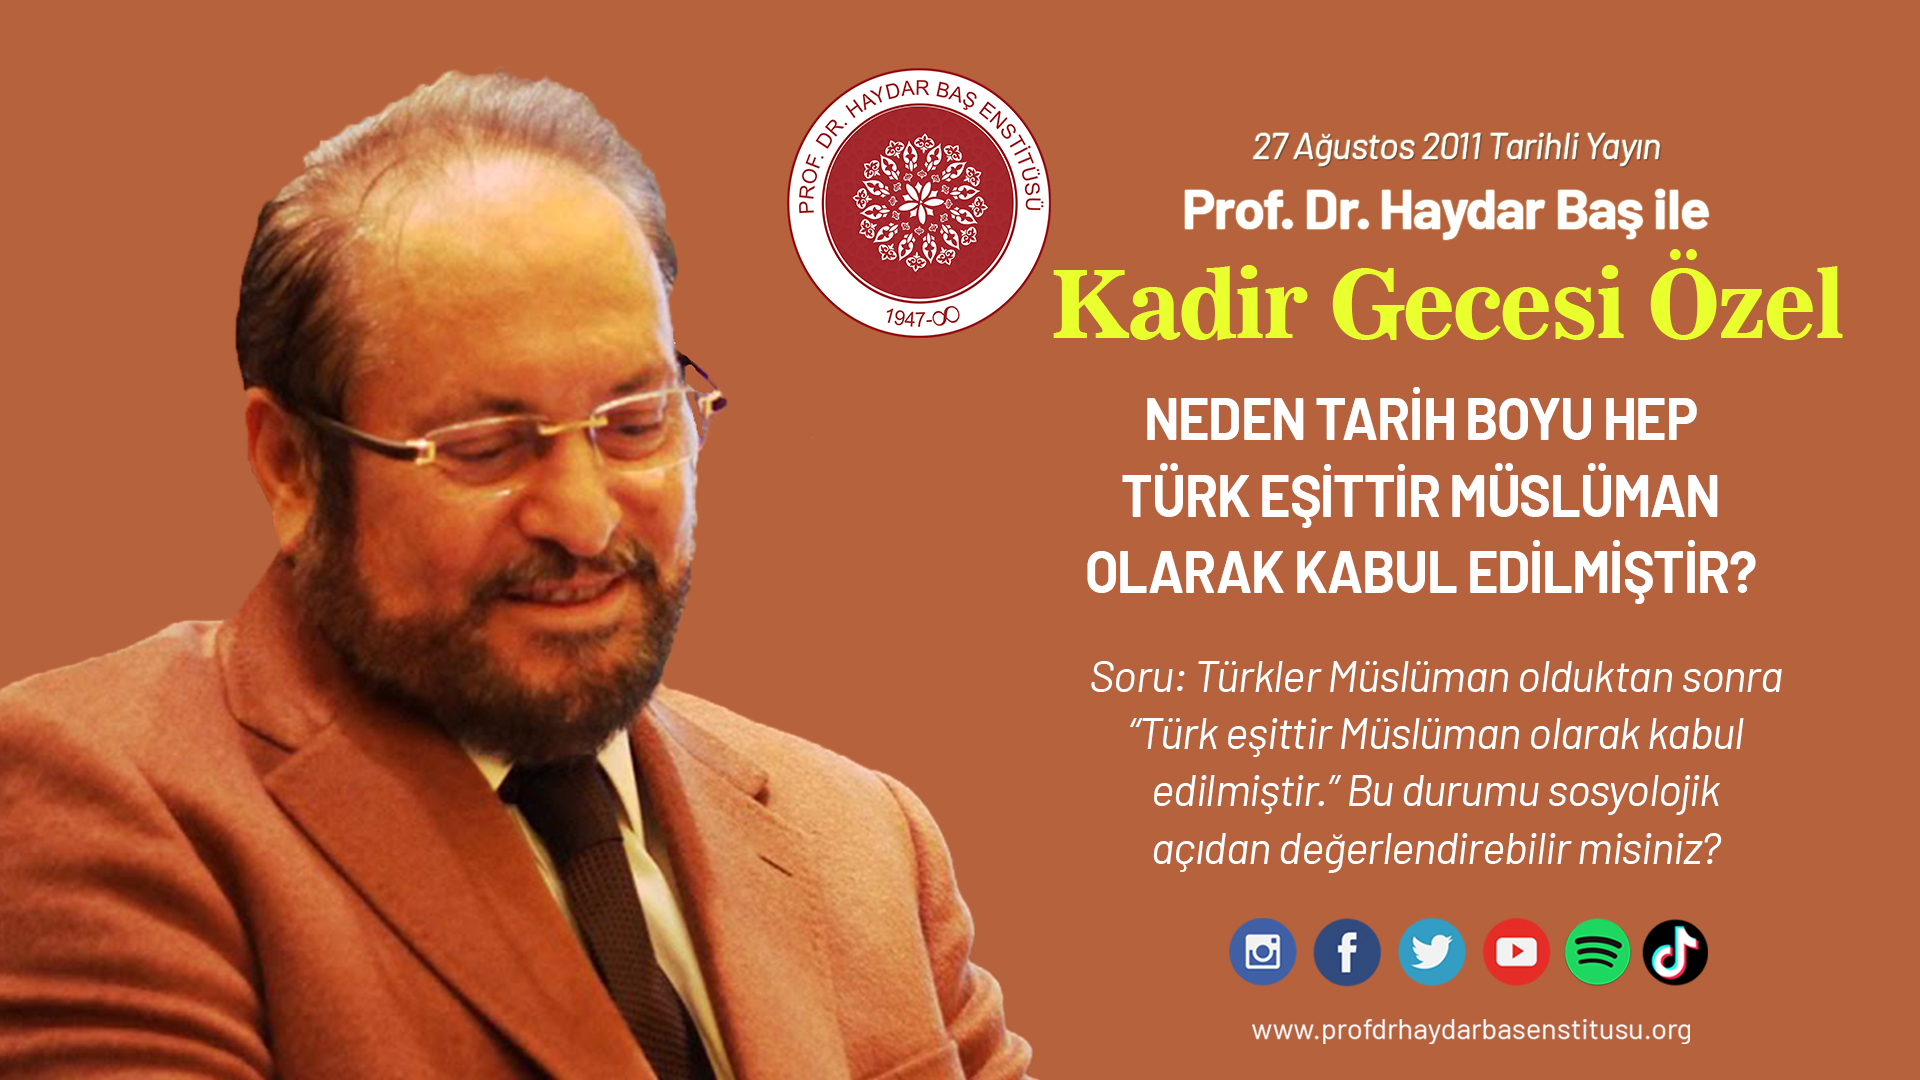 PROF. DR. HAYDAR BAŞ ENSTİTÜSÜ
1947-∞
27 Ağustos 2011 Tarihli Yayın
Prof. Dr. Haydar Baş ile
Kadir Gecesi Özel
NEDEN TARİH BOYU HEP
TÜRK EŞİTTİR MÜSLÜMAN
OLARAK KABUL EDİLMİŞTİR?
Soru: Türkler Müslüman olduktan sonra
“Türk eşittir Müslüman olarak kabul
edilmiştir.” Bu durumu sosyolojik
açıdan değerlendirebilir misiniz?
www.profdrhaydarbasenstitusu.org